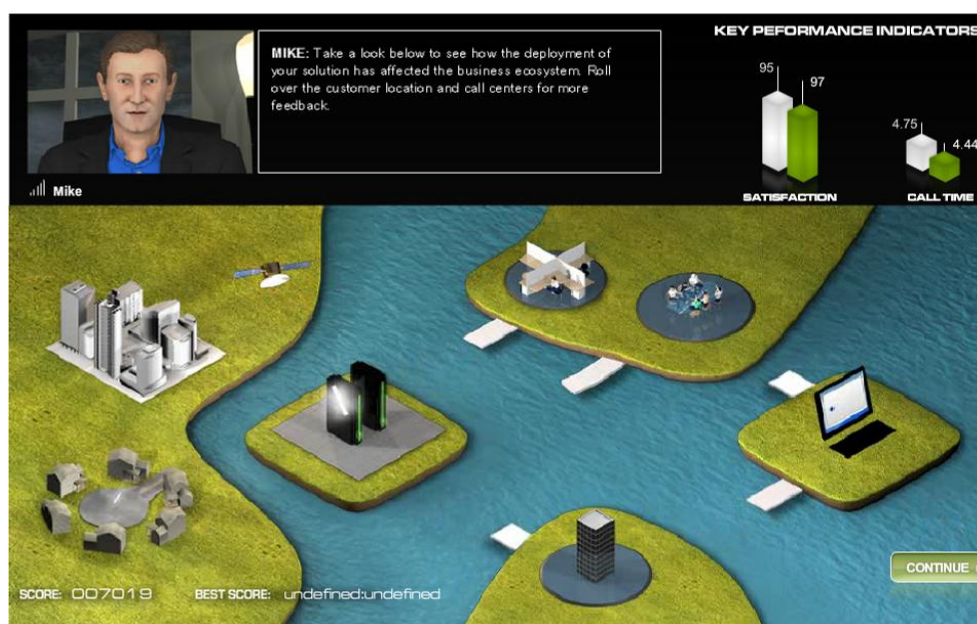 MIKE: Take a look below to see how the deployment of
your solution has affected the business ecosystem. Roll
over the customer location and call centers for more
feedback.
Mike
KEY PEFORMANCE INDICATORS
95
97
4.75
4.44
SATISFACTION
CALL TIME
SCORE: 007019
BEST SCORE: undefined:undefined
CONTINUE